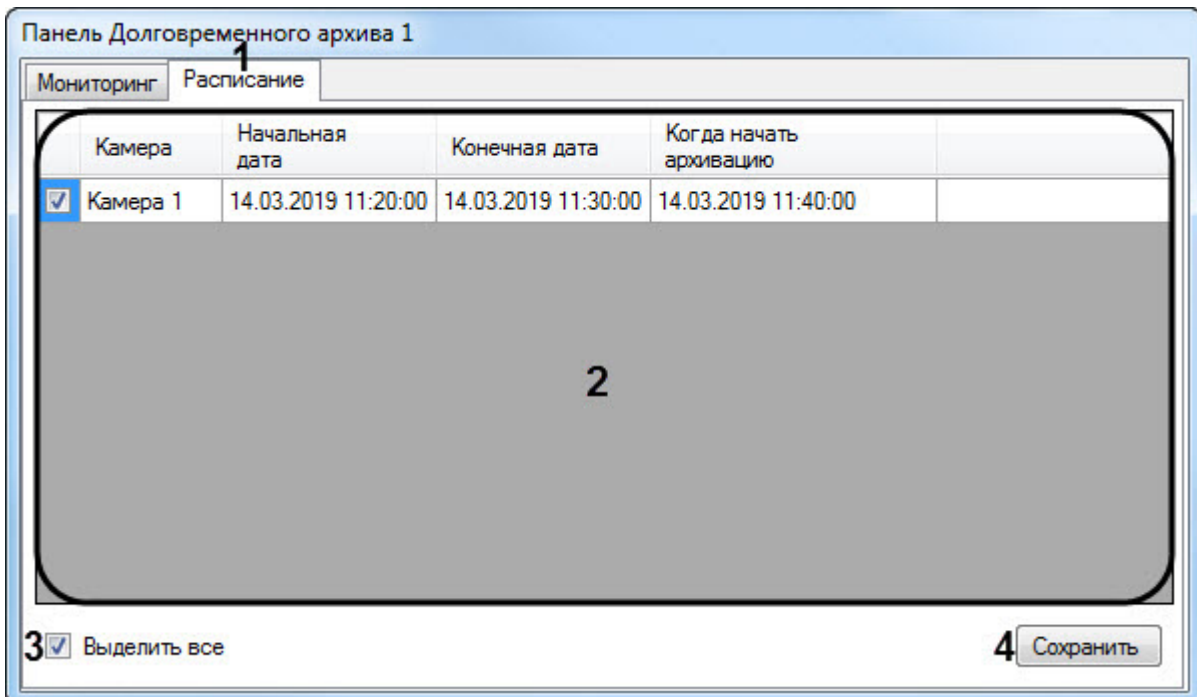 Панель Долговременного архива 1
1
Мониторинг Расписание
Камера Начальная дата Конечная дата Когда начать архивацию
Камера 1 14.03.2019 11:20:00 14.03.2019 11:30:00 14.03.2019 11:40:00
2
3 Выделить все 4 Сохранить